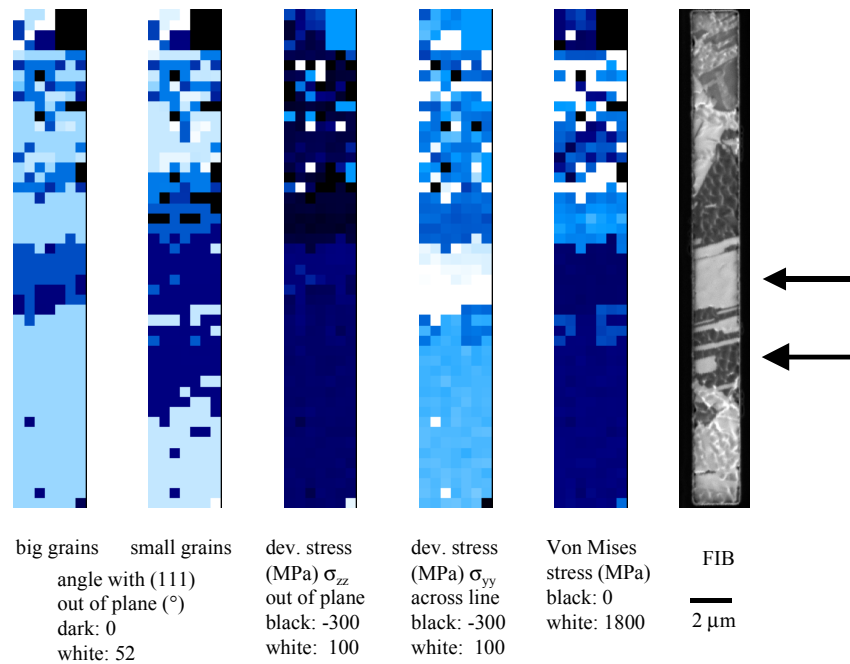 big grains
small grains
angle with (111)
out of plane (°)
dark: 0
white: 52
dev. stress
(MPa) σzz
out of plane
black: -300
white: 100
dev. stress
(MPa) σyy
across line
black: -300
white: 100
Von Mises
stress (MPa)
black: 0
white: 1800
FIB
2 μm